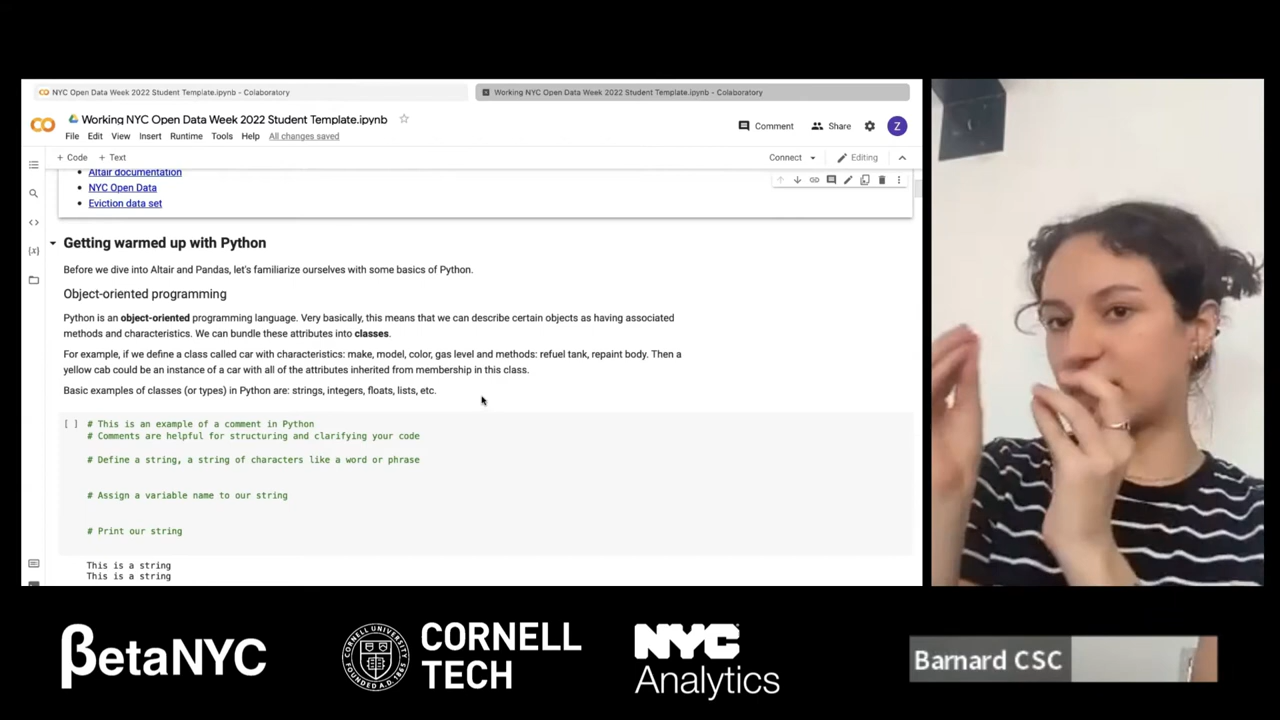 NYC Open Data Week 2022 Student Template.ipynb - Colaboratory
Working NYC Open Data Week 2022 Student Template.ipynb - Colaboratory
Working NYC Open Data Week 2022 Student Template.ipynb
Comment
Share
Z
File Edit View Insert Runtime Tools Help All changes saved
+ Code + Text
Connect
Editing
Altair documentation
NYC Open Data
Eviction data set
Getting warmed up with Python
Before we dive into Altair and Pandas, let's familiarize ourselves with some basics of Python.
Object-oriented programming
Python is an object-oriented programming language. Very basically, this means that we can describe certain objects as having associated
methods and characteristics. We can bundle these attributes into classes.
For example, if we define a class called car with characteristics: make, model, color, gas level and methods: refuel tank, repaint body. Then a
yellow cab could be an instance of a car with all of the attributes inherited from membership in this class.
Basic examples of classes (or types) in Python are: strings, integers, floats, lists, etc.
[ ] # This is an example of a comment in Python
# Comments are helpful for structuring and clarifying your code
# Define a string, a string of characters like a word or phrase
# Assign a variable name to our string
# Print our string
This is a string
This is a string
βetaNYC
CORNELL UNIVERSITY
FOUNDED A.D. 1865
CORNELL
TECH
NYC
Analytics
Barnard CSC